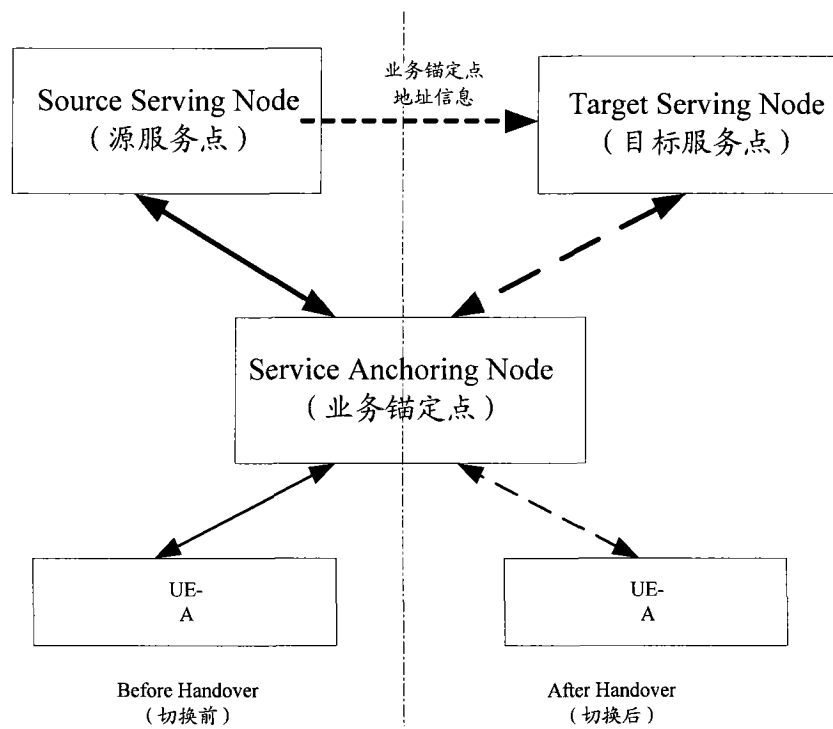 业务锚定点
地址信息
Source Serving Node
（源服务点）
Target Serving Node
（目标服务点）
Service Anchoring Node
（业务锚定点）
UE-
A
UE-
A
Before Handover
（切换前）
After Handover
（切换后）